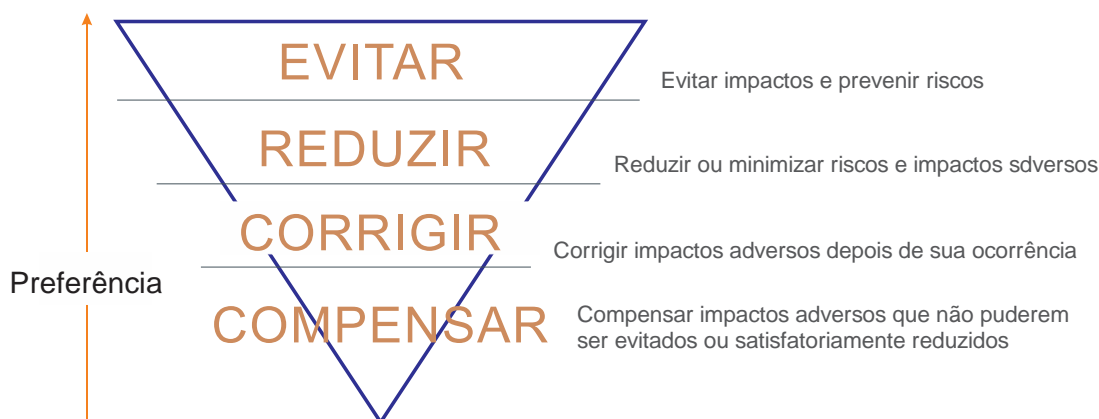 EVITAR
Evitar impactos e prevenir riscos
REDUZIR
Reduzir ou minimizar riscos e impactos sdversos
CORRIGIR
Corrigir impactos adversos depois de sua ocorrência
Preferência
COMPENSAR
Compensar impactos adversos que não puderem
ser evitados ou satisfatoriamente reduzidos